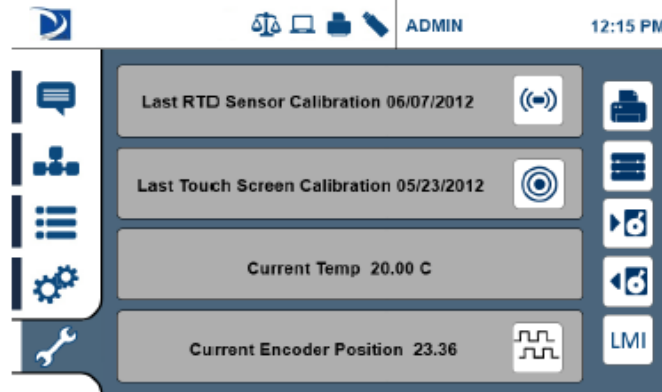 ADMIN
12:15 PM
Last RTD Sensor Calibration 06/07/2012
Last Touch Screen Calibration 05/23/2012
Current Temp 20.00 C
Current Encoder Position 23.36
LMI